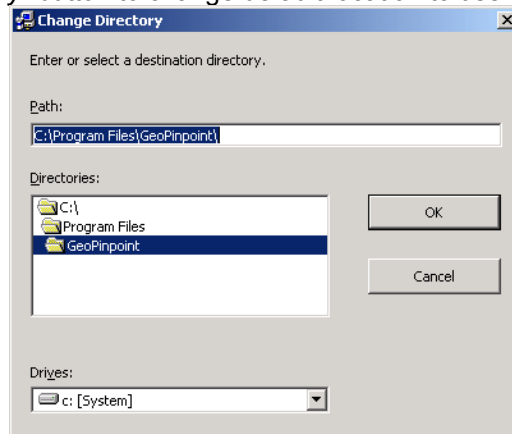 Change Directory
Enter or select a destination directory.
Path:
C:\Program Files\GeoPinpoint\
Directories:
C:\
Program Files
GeoPinpoint
OK
Cancel
Drives:
c: [System]